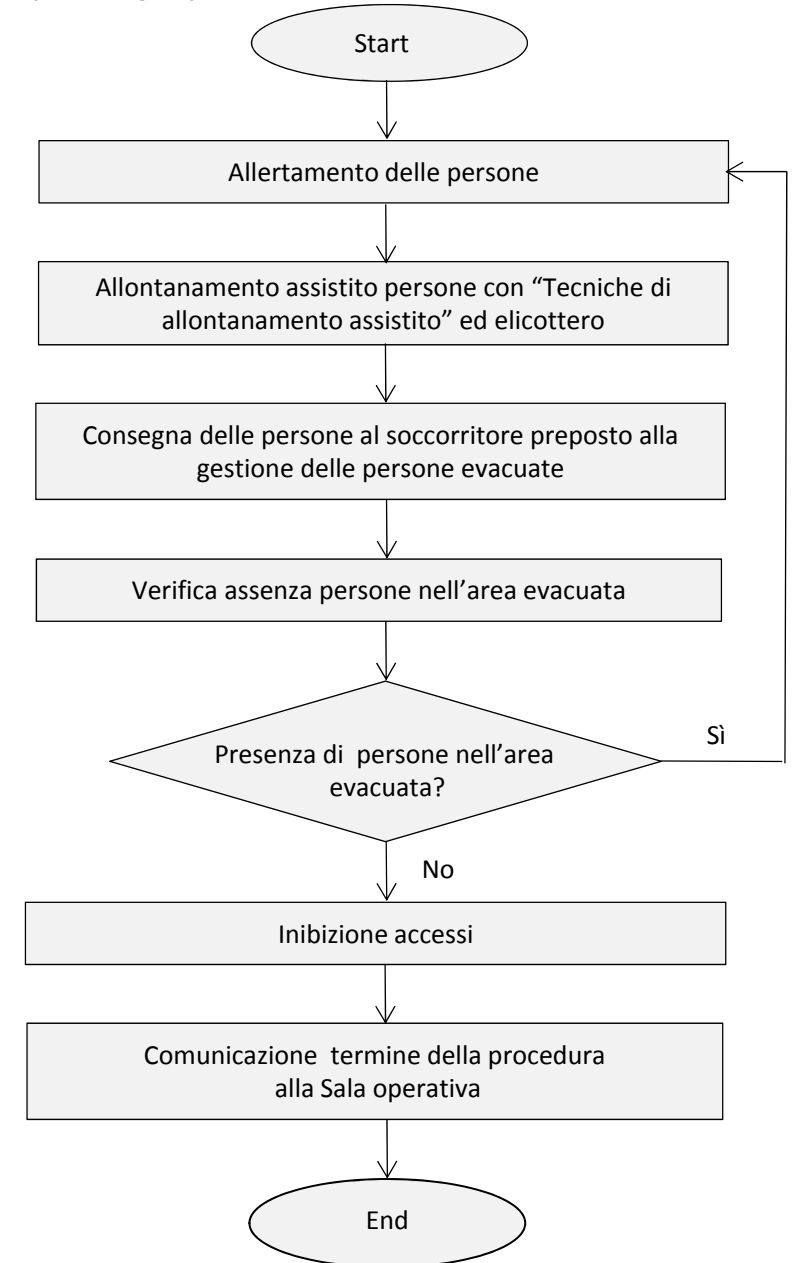 Start
Allertamento delle persone
Allontanamento assistito persone con “Tecniche di
allontanamento assistito” ed elicottero
Consegna delle persone al soccorritore preposto alla
gestione delle persone evacuate
Verifica assenza persone nell’area evacuata
Presenza di persone nell’area
evacuata?
Sì
No
Inibizione accessi
Comunicazione termine della procedura
alla Sala operativa
End